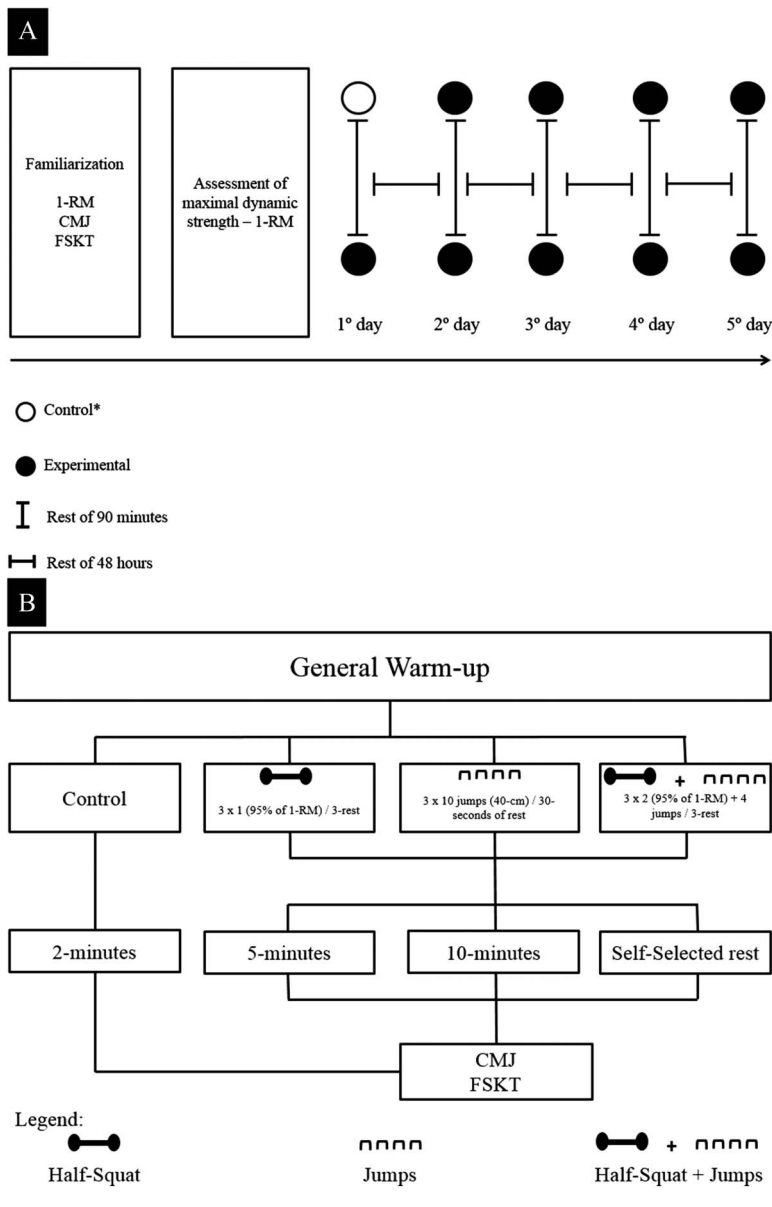 A
Familiarization
1-RM
CMJ
FSKT
Assessment of
maximal dynamic
strength – 1-RM
1º day
2º day
3º day
4º day
5º day
Control*
Experimental
Rest of 90 minutes
Rest of 48 hours
B
General Warm-up
Control
3 x 1 (95% of 1-RM) / 3-rest
3 x 10 jumps (40-cm) / 30-
seconds of rest
+
3 x 2 (95% of 1-RM) + 4
jumps / 3-rest
2-minutes
5-minutes
10-minutes
Self-Selected rest
CMJ
FSKT
Legend:
+
Half-Squat
Jumps
Half-Squat + Jumps